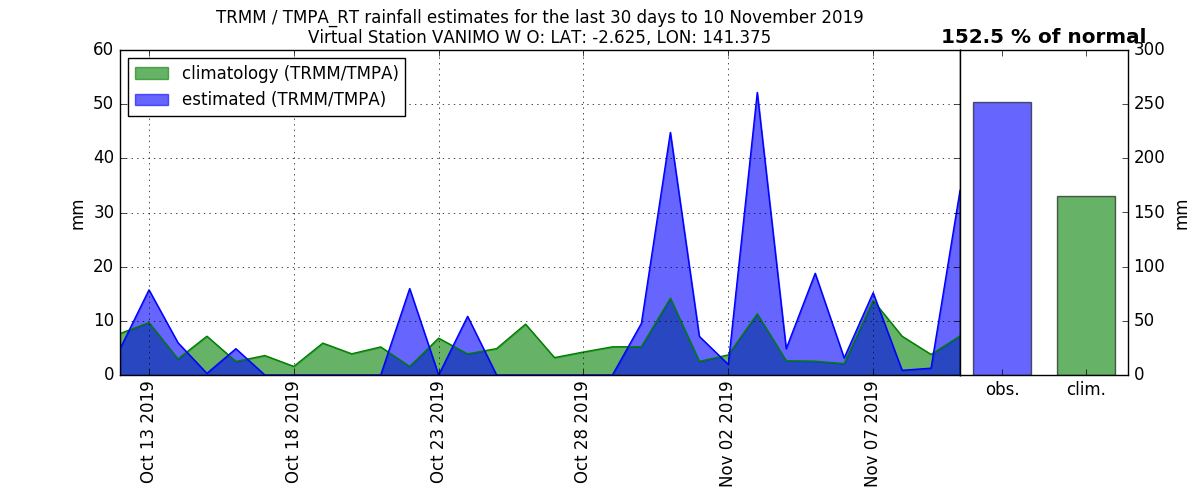 TRMM / TMPA_RT rainfall estimates for the last 30 days to 10 November 2019
Virtual Station VANIMO W O: LAT: -2.625, LON: 141.375
152.5 % of normal
climatology (TRMM/TMPA)
estimated (TRMM/TMPA)
60
50
40
30
20
10
0
mm
Oct 13 2019
Oct 18 2019
Oct 23 2019
Oct 28 2019
Nov 02 2019
Nov 07 2019
obs.
clim.
300
250
200
150
100
50
0
mm